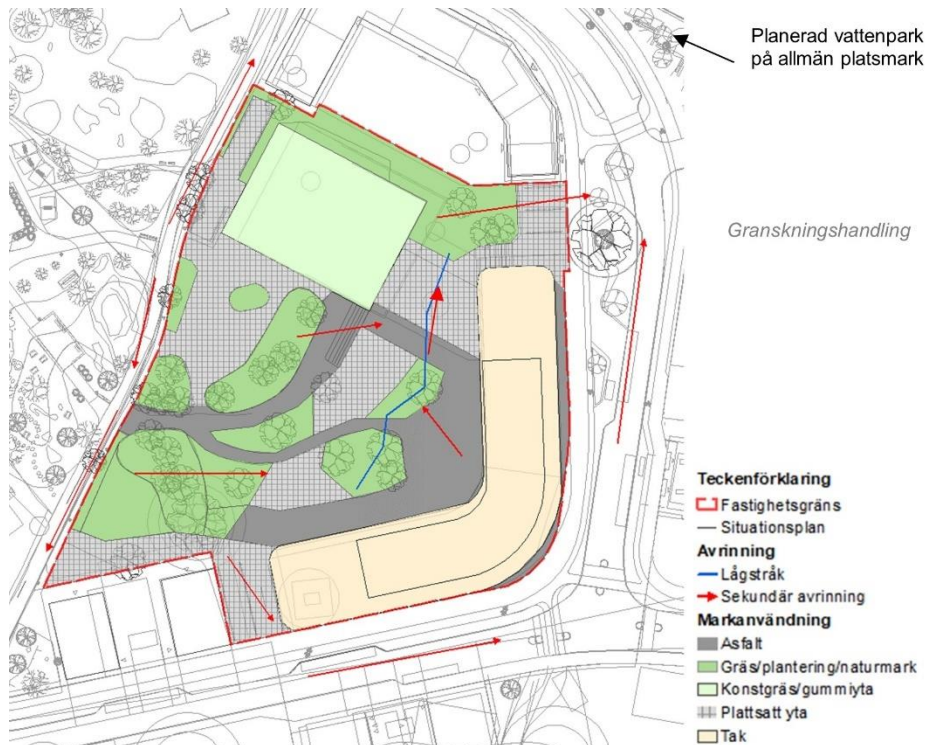 Planerad vattenpark
på allmän platsmark
Granskningshandling
Teckenförklaring
Fastighetsgräns
Situationsplan
Avrinning
Lågstråk
Sekundär avrinning
Markanvändning
Asfalt
Gräs/plantering/naturmark
Konstgräs/gummiyta
Plattsatt yta
Tak